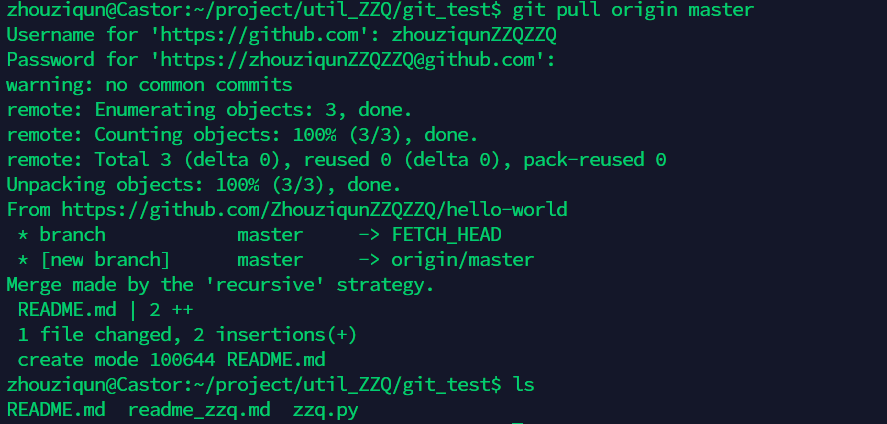 zhouziqun@Castor:~/project/util_ZZQ/git_test$ git pull origin master
Username for 'https://github.com': zhouziqunZZQZZQ
Password for 'https://zhouziqunZZQZZQ@github.com':
warning: no common commits
remote: Enumerating objects: 3, done.
remote: Counting objects: 100% (3/3), done.
remote: Total 3 (delta 0), reused 0 (delta 0), pack-reused 0
Unpacking objects: 100% (3/3), done.
From https://github.com/ZhouziqunZZQZZQ/hello-world
 * branch            master     -> FETCH_HEAD
 * [new branch]      master     -> origin/master
Merge made by the 'recursive' strategy.
 README.md | 2 ++
 1 file changed, 2 insertions(+)
 create mode 100644 README.md
zhouziqun@Castor:~/project/util_ZZQ/git_test$ ls
README.md  readme_zzq.md  zzq.py